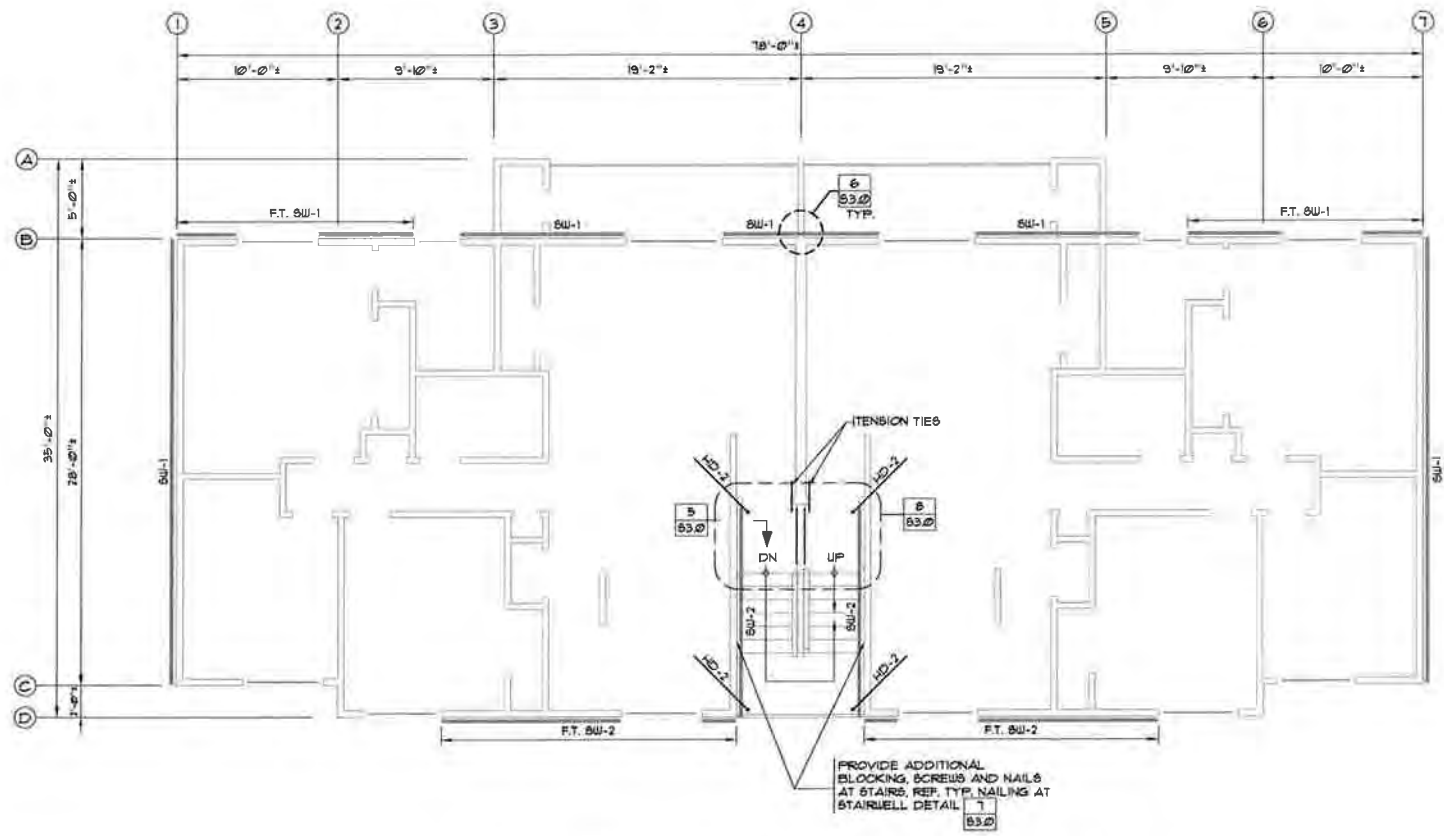 1 2 3 4 5 6 7
78'-0"±
10'-0"± 9'-10"± 19'-2"± 19'-2"± 9'-10"± 10'-0"±
A
5'-0"±
F.T. SW-1
SW-1
SW-1
SW-1
6
S3.0
TYP.
F.T. SW-1
B
35'-0"±
28'-0"±
SW-1
SW-1
TENSION TIES
HD-2
HD-2
5
S3.0
8
S3.0
DN
UP
SW-2
SW-2
HD-2
HD-2
C
2'-0"±
D
F.T. SW-2
F.T. SW-2
PROVIDE ADDITIONAL
BLOCKING, SCREWS AND NAILS
AT STAIRS, REF. TYP. NAILING AT
STAIRWELL DETAIL 7
S3.0